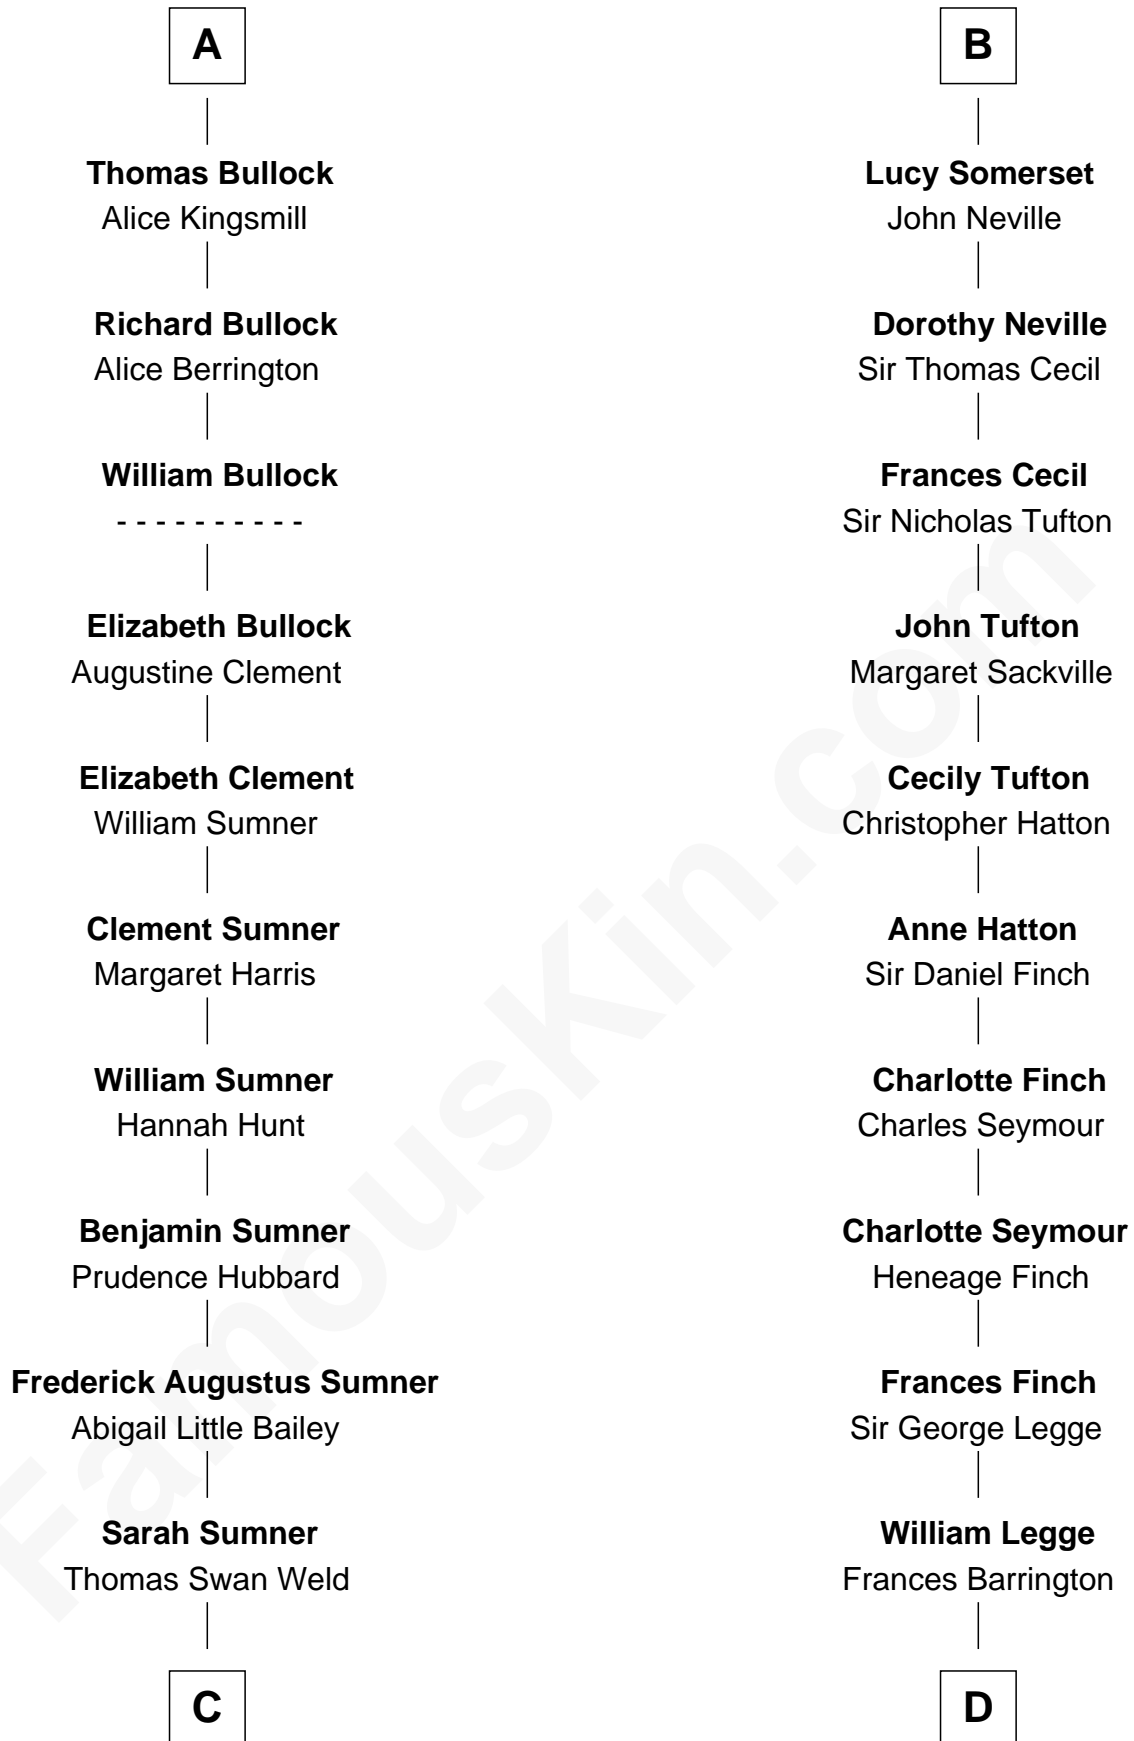 A
Thomas Bullock
Alice Kingsmill
Richard Bullock
Alice Berrington
William Bullock
- - - - - - - - - -
Elizabeth Bullock
Augustine Clement
Elizabeth Clement
William Sumner
Clement Sumner
Margaret Harris
William Sumner
Hannah Hunt
Benjamin Sumner
Prudence Hubbard
Frederick Augustus Sumner
Abigail Little Bailey
Sarah Sumner
Thomas Swan Weld
C
B
Lucy Somerset
John Neville
Dorothy Neville
Sir Thomas Cecil
Frances Cecil
Sir Nicholas Tufton
John Tufton
Margaret Sackville
Cecily Tufton
Christopher Hatton
Anne Hatton
Sir Daniel Finch
Charlotte Finch
Charles Seymour
Charlotte Seymour
Heneage Finch
Frances Finch
Sir George Legge
William Legge
Frances Barrington
D
FamousKin.com